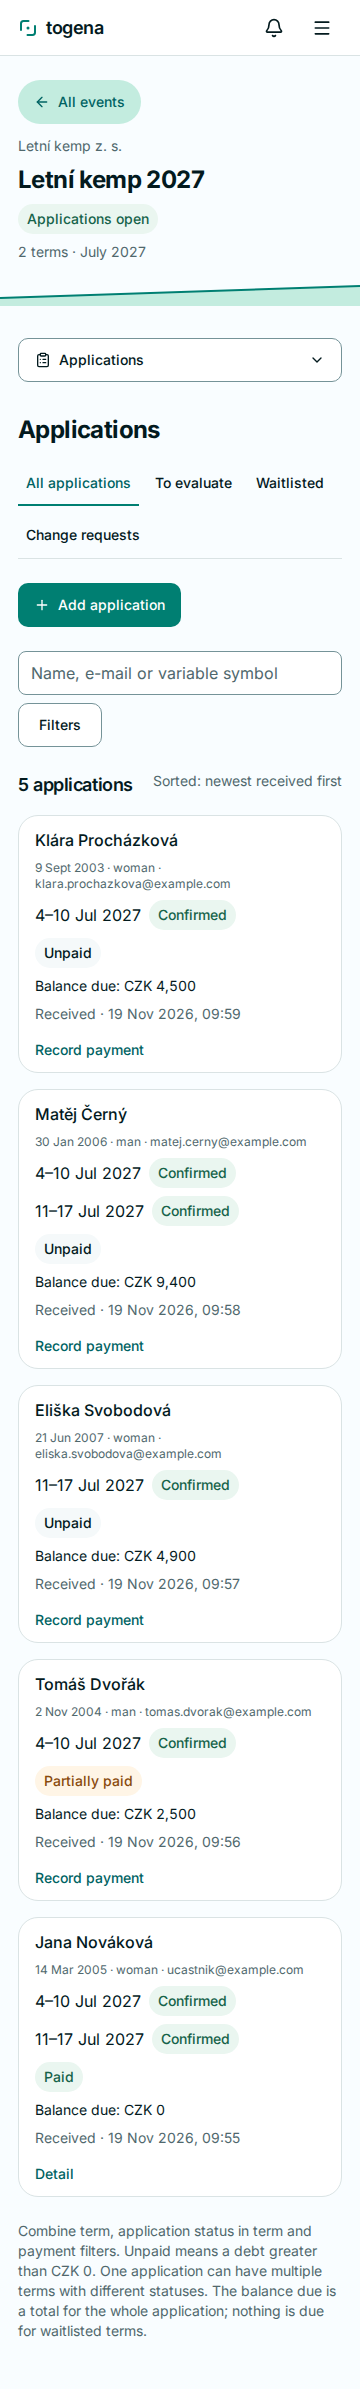 togena
All events
Letní kemp z. s.
Letní kemp 2027
Applications open
2 terms · July 2027
Applications
Applications
All applications To evaluate Waitlisted
Change requests
Add application
Name, e-mail or variable symbol
Filters
5 applications Sorted: newest received first
Klára Procházková
9 Sept 2003 · woman ·
klara.prochazkova@example.com
4–10 Jul 2027 Confirmed
Unpaid
Balance due: CZK 4,500
Received · 19 Nov 2026, 09:59
Record payment
Matěj Černý
30 Jan 2006 · man · matej.cerny@example.com
4–10 Jul 2027 Confirmed
11–17 Jul 2027 Confirmed
Unpaid
Balance due: CZK 9,400
Received · 19 Nov 2026, 09:58
Record payment
Eliška Svobodová
21 Jun 2007 · woman ·
eliska.svobodova@example.com
11–17 Jul 2027 Confirmed
Unpaid
Balance due: CZK 4,900
Received · 19 Nov 2026, 09:57
Record payment
Tomáš Dvořák
2 Nov 2004 · man · tomas.dvorak@example.com
4–10 Jul 2027 Confirmed
Partially paid
Balance due: CZK 2,500
Received · 19 Nov 2026, 09:56
Record payment
Jana Nováková
14 Mar 2005 · woman · ucastnik@example.com
4–10 Jul 2027 Confirmed
11–17 Jul 2027 Confirmed
Paid
Balance due: CZK 0
Received · 19 Nov 2026, 09:55
Detail
Combine term, application status in term and
payment filters. Unpaid means a debt greater
than CZK 0. One application can have multiple
terms with different statuses. The balance due is
a total for the whole application; nothing is due
for waitlisted terms.